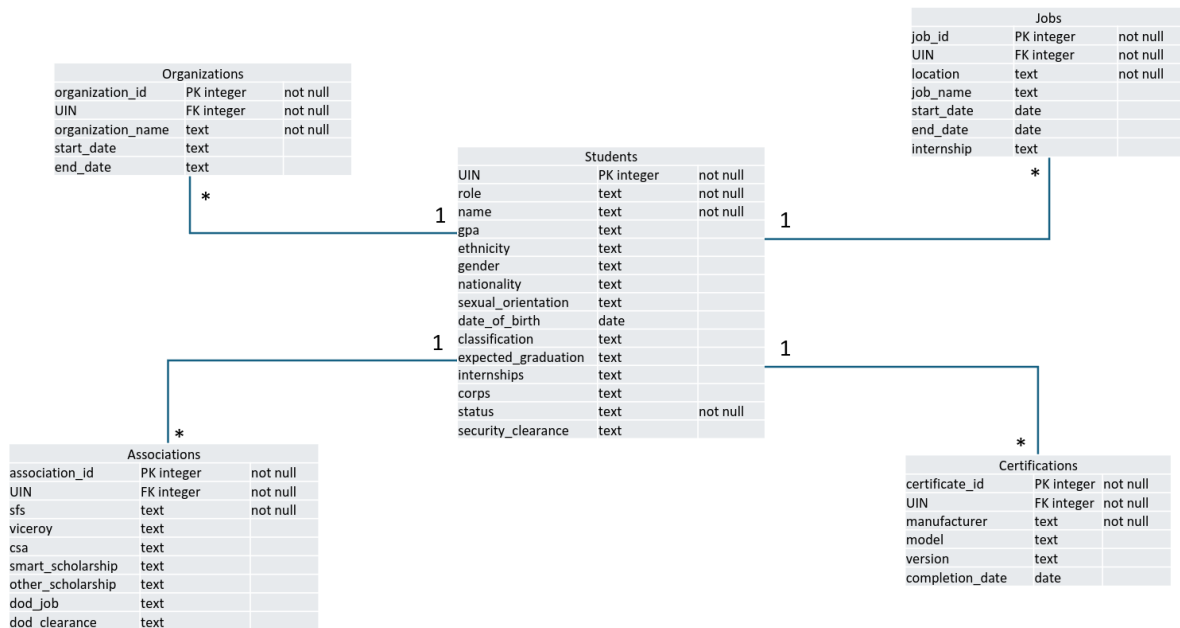 Jobs
job_id PK integer not null
UIN FK integer not null
location text not null
job_name text
start_date date
end_date date
internship text
*
Organizations
organization_id PK integer not null
UIN FK integer not null
organization_name text not null
start_date text
end_date text
*
1
Students
UIN PK integer not null
role text not null
name text not null
gpa text
ethnicity text
gender text
nationality text
sexual_orientation text
date_of_birth date
classification text
expected_graduation text
internships text
corps text
status text not null
security_clearance text
1
1
1
*
Associations
association_id PK integer not null
UIN FK integer not null
sfs text not null
viceroy text
csa text
smart_scholarship text
other_scholarship text
dod_job text
dod_clearance text
*
Certifications
certificate_id PK integer not null
UIN FK integer not null
manufacturer text not null
model text
version text
completion_date date